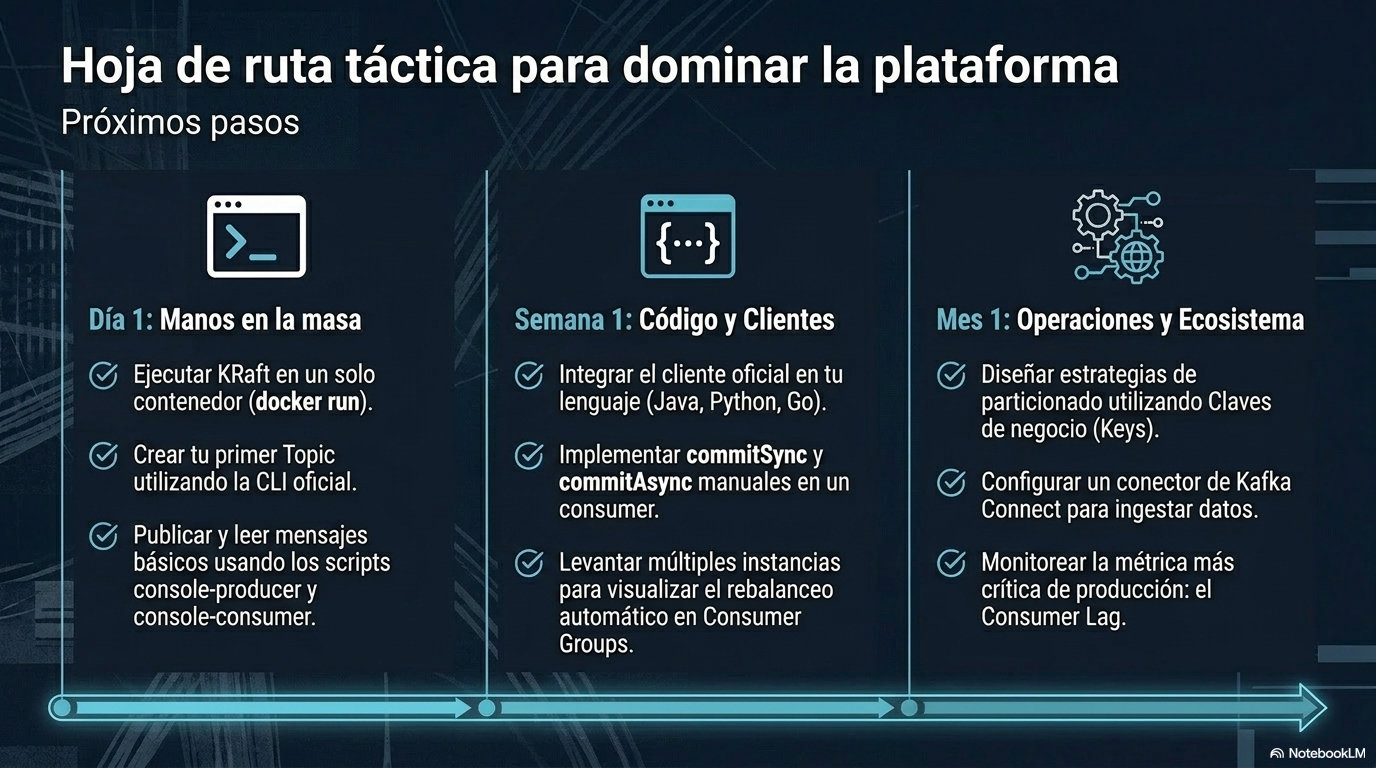 Hoja de ruta táctica para dominar la plataforma
Próximos pasos
Día 1: Manos en la masa
Ejecutar KRaft en un solo
contenedor (docker run).
Crear tu primer Topic
utilizando la CLI oficial.
Publicar y leer mensajes
básicos usando los scripts
console-producer y
console-consumer.
Semana 1: Código y Clientes
Integrar el cliente oficial en tu
lenguaje (Java, Python, Go).
Implementar commitSync y
commitAsync manuales en un
consumer.
Levantar múltiples instancias
para visualizar el rebalanceo
automático en Consumer
Groups.
Mes 1: Operaciones y Ecosistema
Diseñar estrategias de
particionado utilizando Claves
de negocio (Keys).
Configurar un conector de Kafka
Connect para ingestar datos.
Monitorear la métrica más
crítica de producción: el
Consumer Lag.
NotebookLM